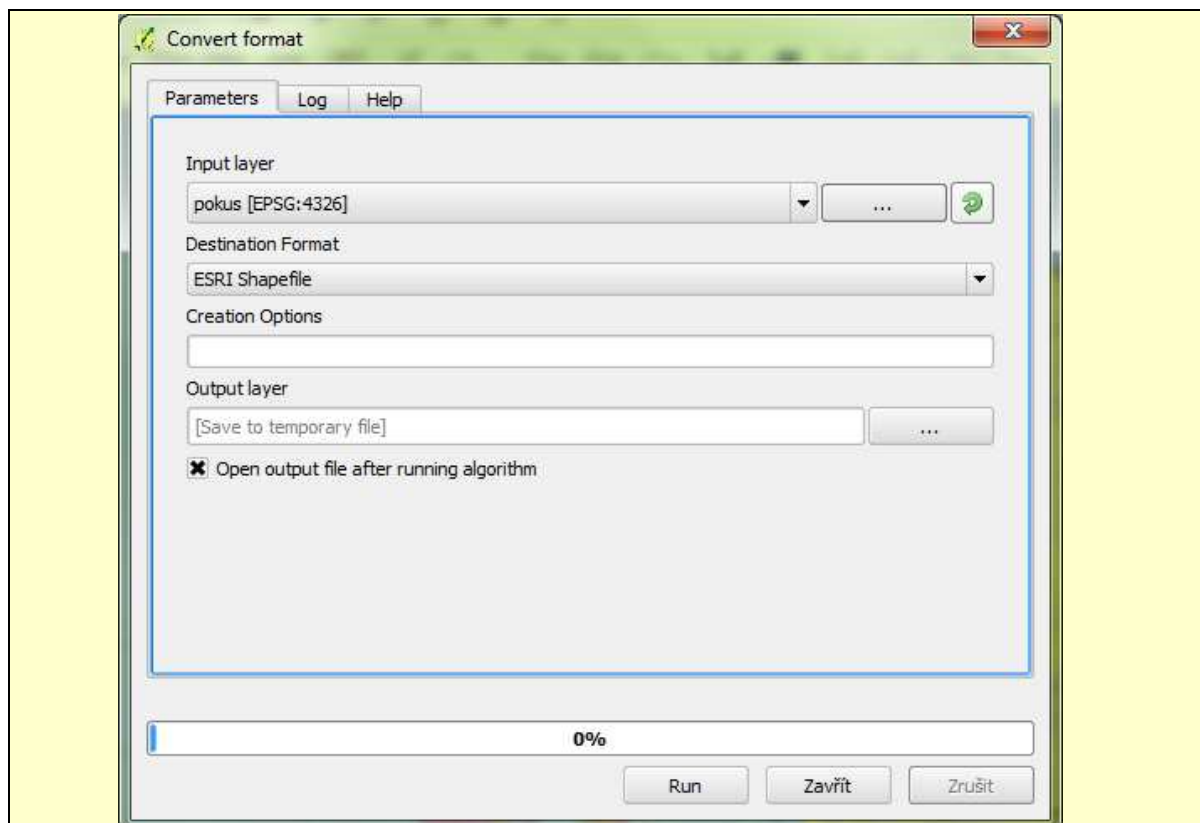 Convert format
Parameters Log Help
Input layer
pokus [EPSG:4326]
...
Destination Format
ESRI Shapefile
Creation Options
Output layer
[Save to temporary file]
...
Open output file after running algorithm
0%
Run Zavřít Zrušit